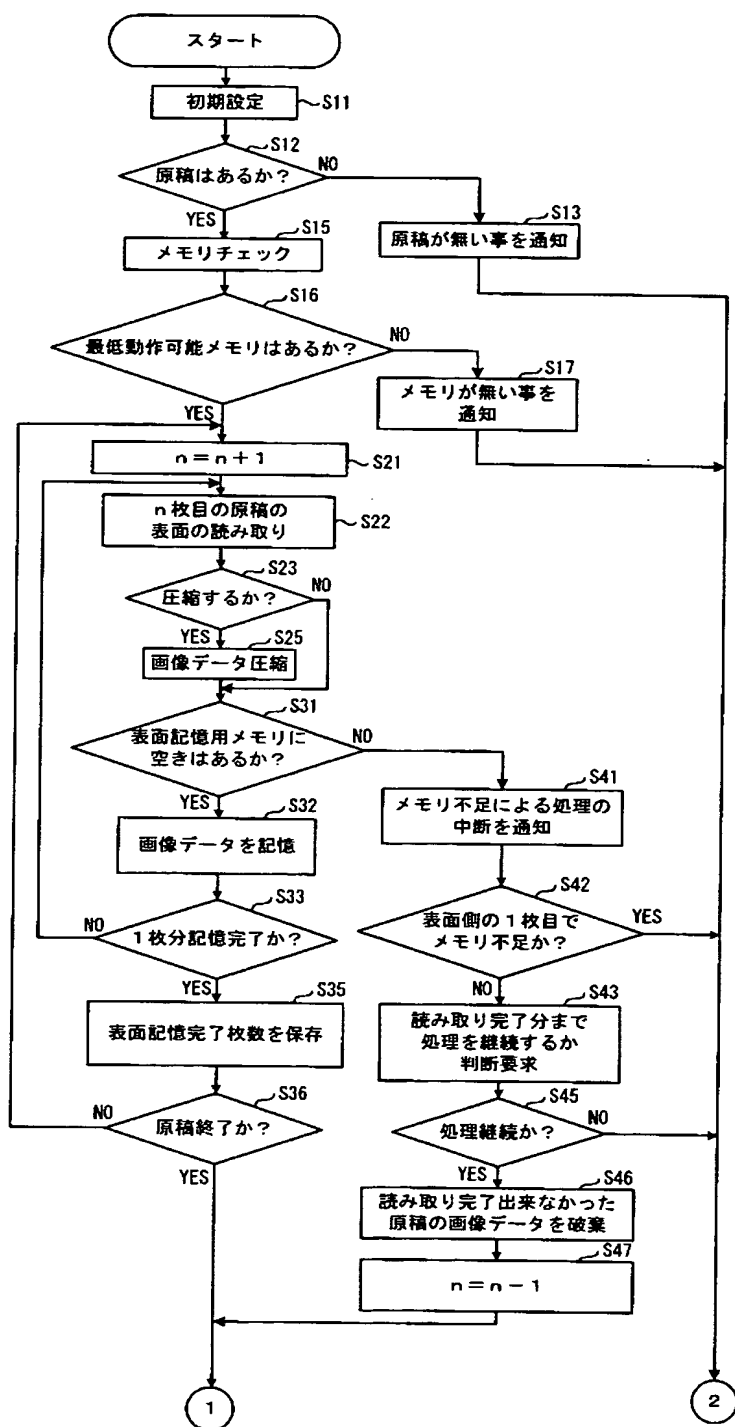 スタート
初期設定
S11
S12
原稿はあるか?
NO
YES
S13
原稿が無い事を通知
S15
メモリチェック
S16
最低動作可能メモリはあるか?
NO
YES
S17
メモリが無い事を
通知
n=n+1
S21
n枚目の原稿の
表面の読み取り
S22
S23
圧縮するか?
NO
YES
S25
画像データ圧縮
S31
表面記憶用メモリに
空きはあるか?
NO
YES
S32
画像データを記憶
S33
1枚分記憶完了か?
NO
YES
S35
表面記憶完了枚数を保存
S36
原稿終了か?
NO
YES
S41
メモリ不足による処理の
中断を通知
S42
表面側の1枚目で
メモリ不足か?
YES
NO
S43
読み取り完了分まで
処理を継続するか
判断要求
S45
処理継続か?
NO
YES
S46
読み取り完了出来なかった
原稿の画像データを破棄
S47
n=n-1
1
2